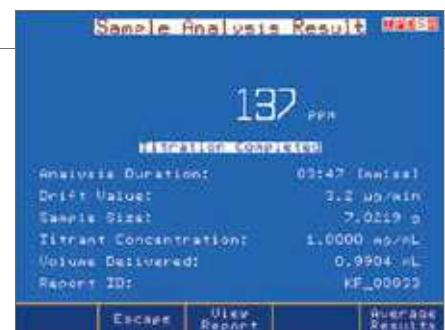 Sample Analysis Result
137 ppm
Titration Completed
Analysis Duration: 03:47 [mm:ss]
Drift Value: 3.2 µg/min
Sample Size: 7.0219 g
Titrant Concentration: 1.0000 mg/mL
Volume Delivered: 0.9904 mL
Report ID: KF_00033
Escape
View Report
Average Results